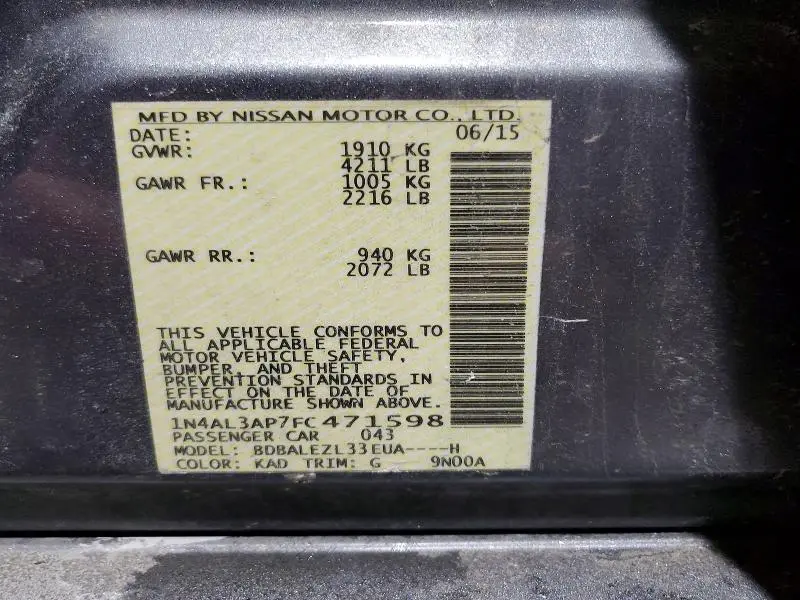 MFD BY NISSAN MOTOR CO., LTD.
DATE: 06/15
GVWR: 1910 KG
4211 LB
GAWR FR.: 1005 KG
2216 LB
GAWR RR.: 940 KG
2072 LB
THIS VEHICLE CONFORMS TO
ALL APPLICABLE FEDERAL
MOTOR VEHICLE SAFETY,
BUMPER, AND THEFT
PREVENTION STANDARDS IN
EFFECT ON THE DATE OF
MANUFACTURE SHOWN ABOVE.
1N4AL3AP7FC471598
PASSENGER CAR 043
MODEL: BDBALEZL33EUA----H
COLOR: KAD TRIM: G 9N00A